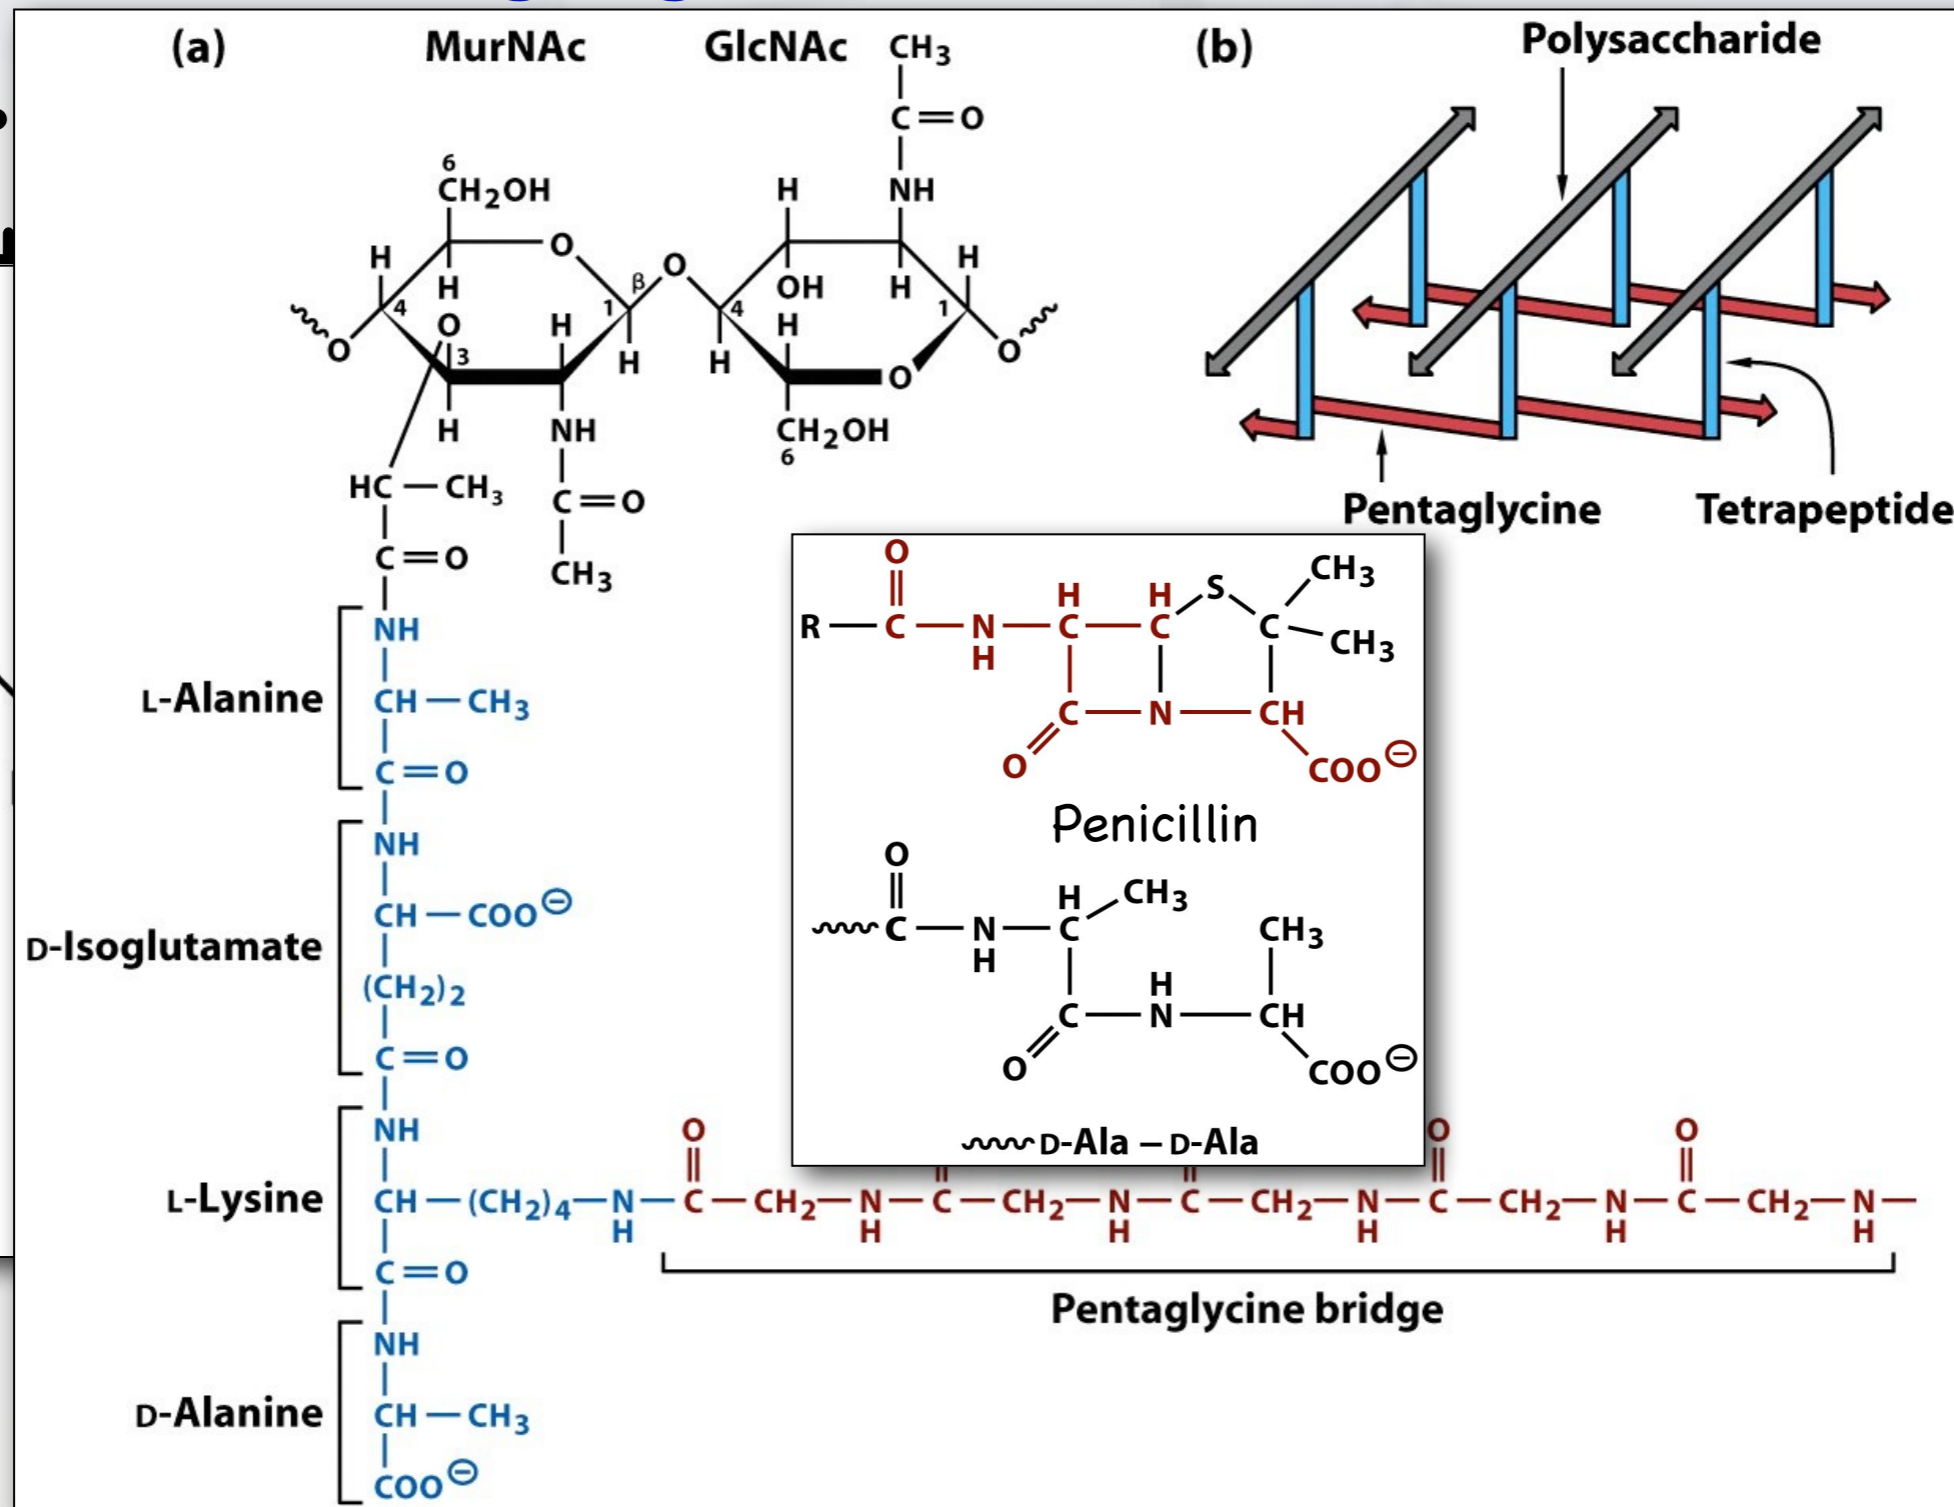 (a)
MurNAc
GlcNAc
CH3
C=O
NH
6
CH2OH
H
O
H
H
H
4
H
O
3
H
1
β
O
4
OH
H
H
1
O
H
H
H
O
O
H
NH
CH2OH
6
HC—CH3
C=O
C=O
CH3
L-Alanine
NH
CH—CH3
C=O
D-Isoglutamate
NH
CH—COO⊖
(CH2)2
C=O
L-Lysine
NH
CH—(CH2)4—N—C—CH2—N—C—CH2—N—C—CH2—N—C—CH2—N—C—CH2—N—
H H H H H H
O O O
C=O
Pentaglycine bridge
D-Alanine
NH
CH—CH3
COO⊖
(b)
Polysaccharide
Pentaglycine
Tetrapeptide
O
H H S CH3
R—C—N—C—C C—CH3
H
C—N—CH
O COO⊖
Penicillin
O
H CH3
C—N—C CH3
H H
C—N—CH
O COO⊖
D-Ala–D-Ala